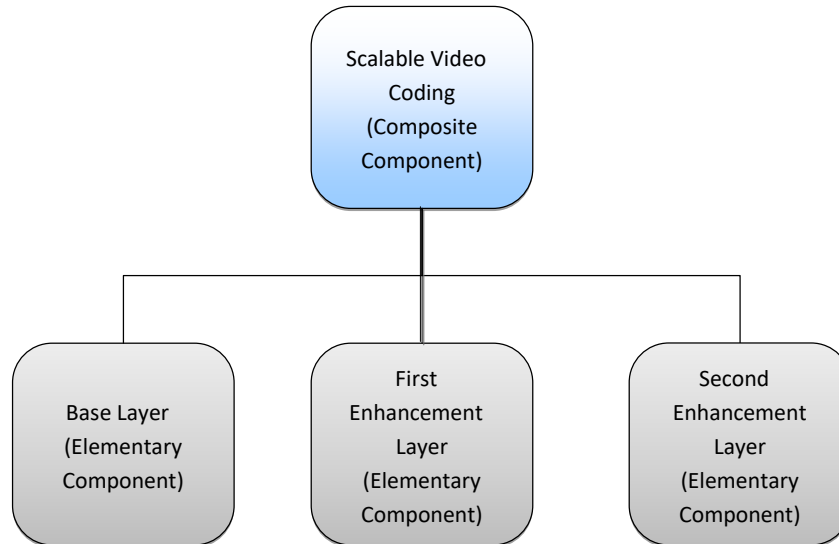 Scalable Video
Coding
(Composite
Component)
Base Layer
(Elementary
Component)
First
Enhancement
Layer
(Elementary
Component)
Second
Enhancement
Layer
(Elementary
Component)